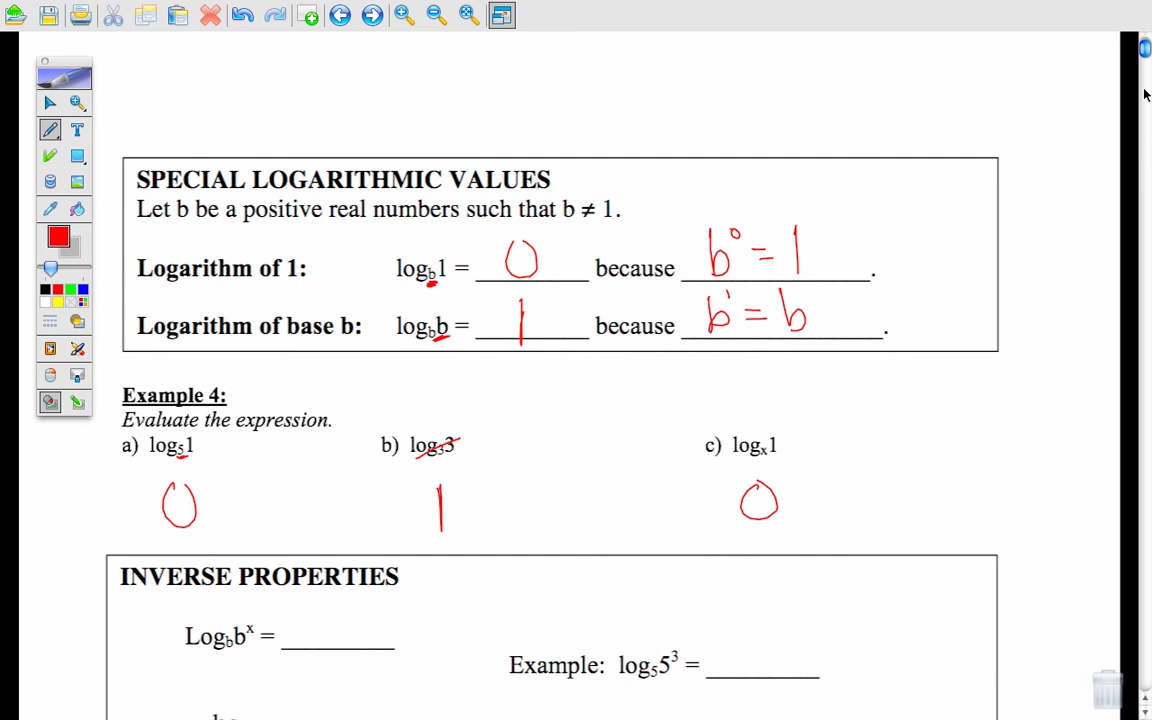 SPECIAL LOGARITHMIC VALUES
Let b be a positive real numbers such that b ≠ 1.
Logarithm of 1: log_b 1 = 0 because b^0 = 1.
Logarithm of base b: log_b b = 1 because b^1 = b.
Example 4:
Evaluate the expression.
a) log_5 1 b) log_3 3 c) log_x 1
0 1 0
INVERSE PROPERTIES
Log_b b^x = ________
Example: log_5 5^3 = ________